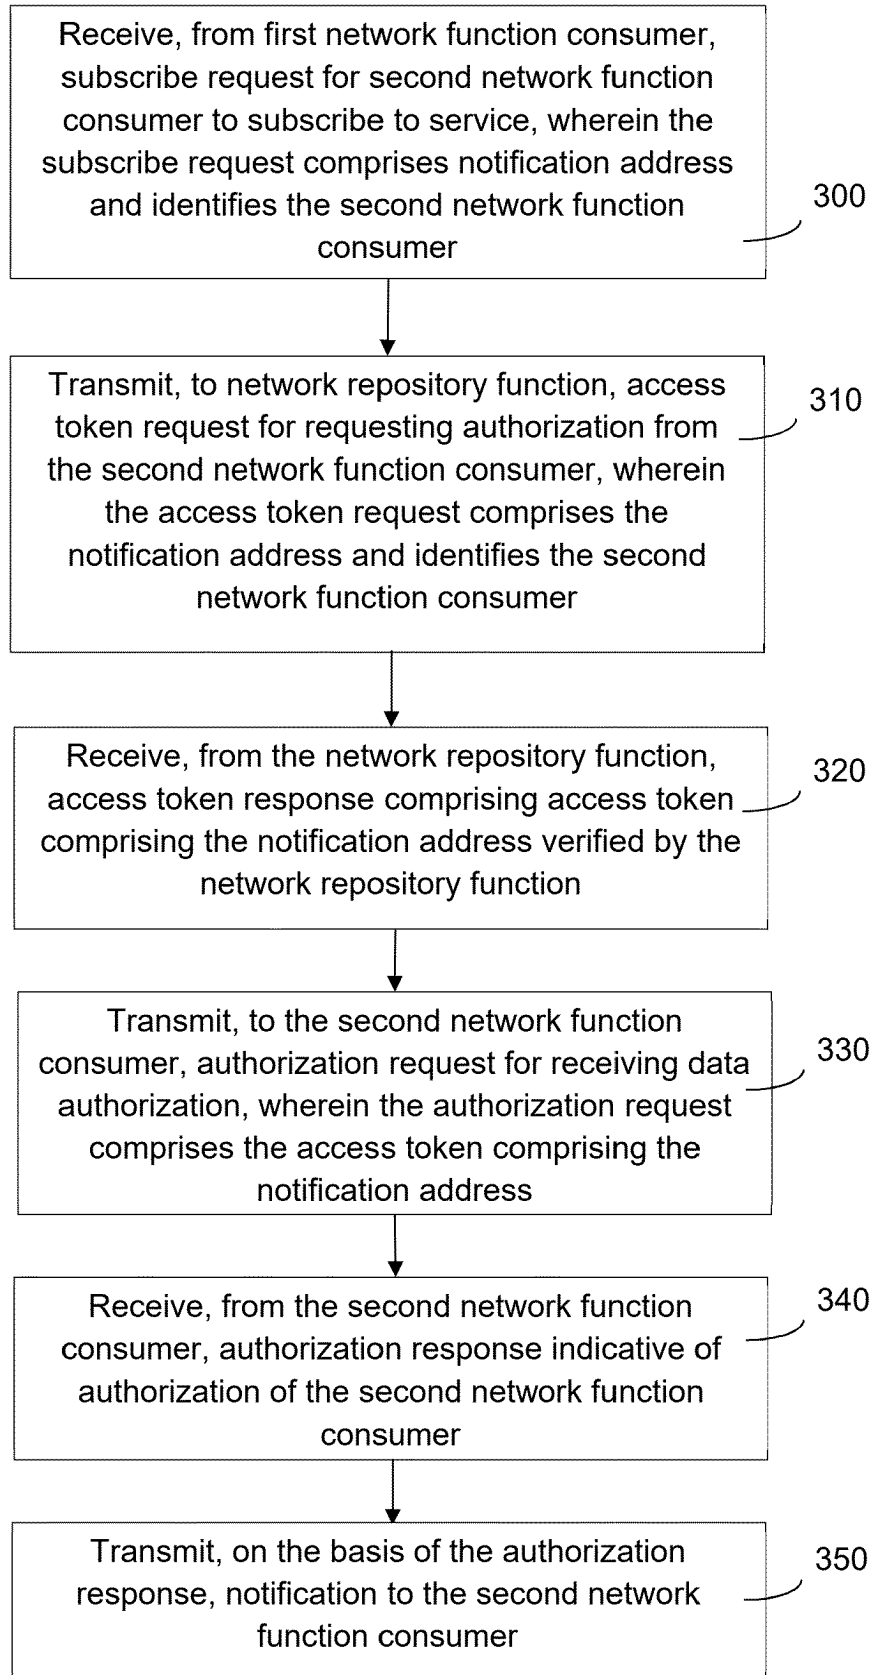 Receive, from first network function consumer,
subscribe request for second network function
consumer to subscribe to service, wherein the
subscribe request comprises notification address
and identifies the second network function
consumer
300
Transmit, to network repository function, access
token request for requesting authorization from
the second network function consumer, wherein
the access token request comprises the
notification address and identifies the second
network function consumer
310
Receive, from the network repository function,
access token response comprising access token
comprising the notification address verified by the
network repository function
320
Transmit, to the second network function
consumer, authorization request for receiving data
authorization, wherein the authorization request
comprises the access token comprising the
notification address
330
Receive, from the second network function
consumer, authorization response indicative of
authorization of the second network function
consumer
340
Transmit, on the basis of the authorization
response, notification to the second network
function consumer
350